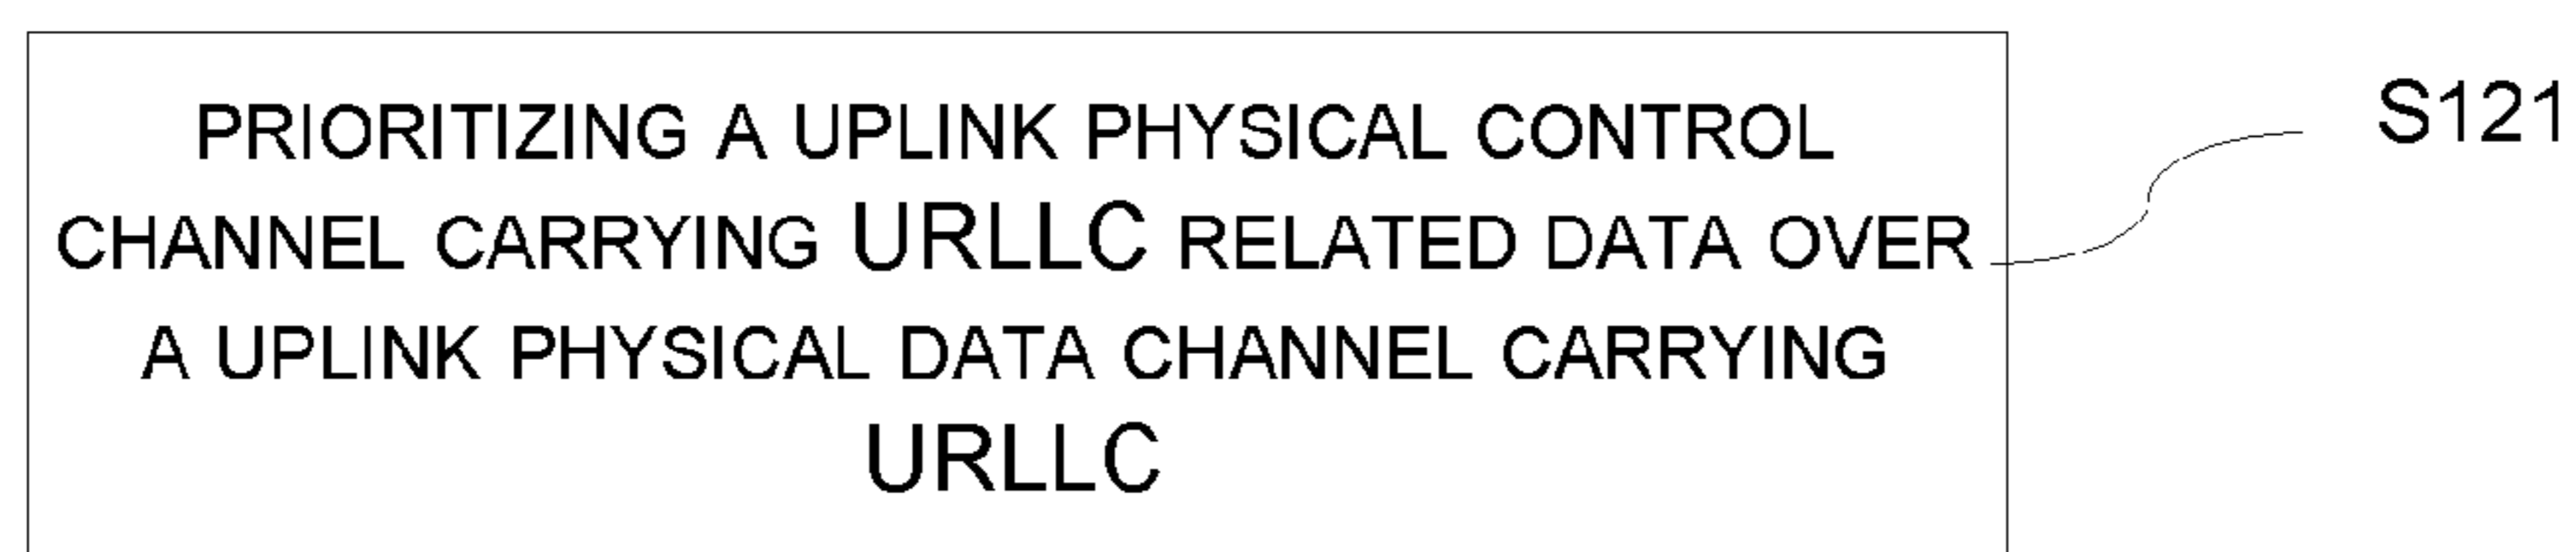 PRIORITIZING A UPLINK PHYSICAL CONTROL
CHANNEL CARRYING URLLC RELATED DATA OVER
A UPLINK PHYSICAL DATA CHANNEL CARRYING
URLLC
S121